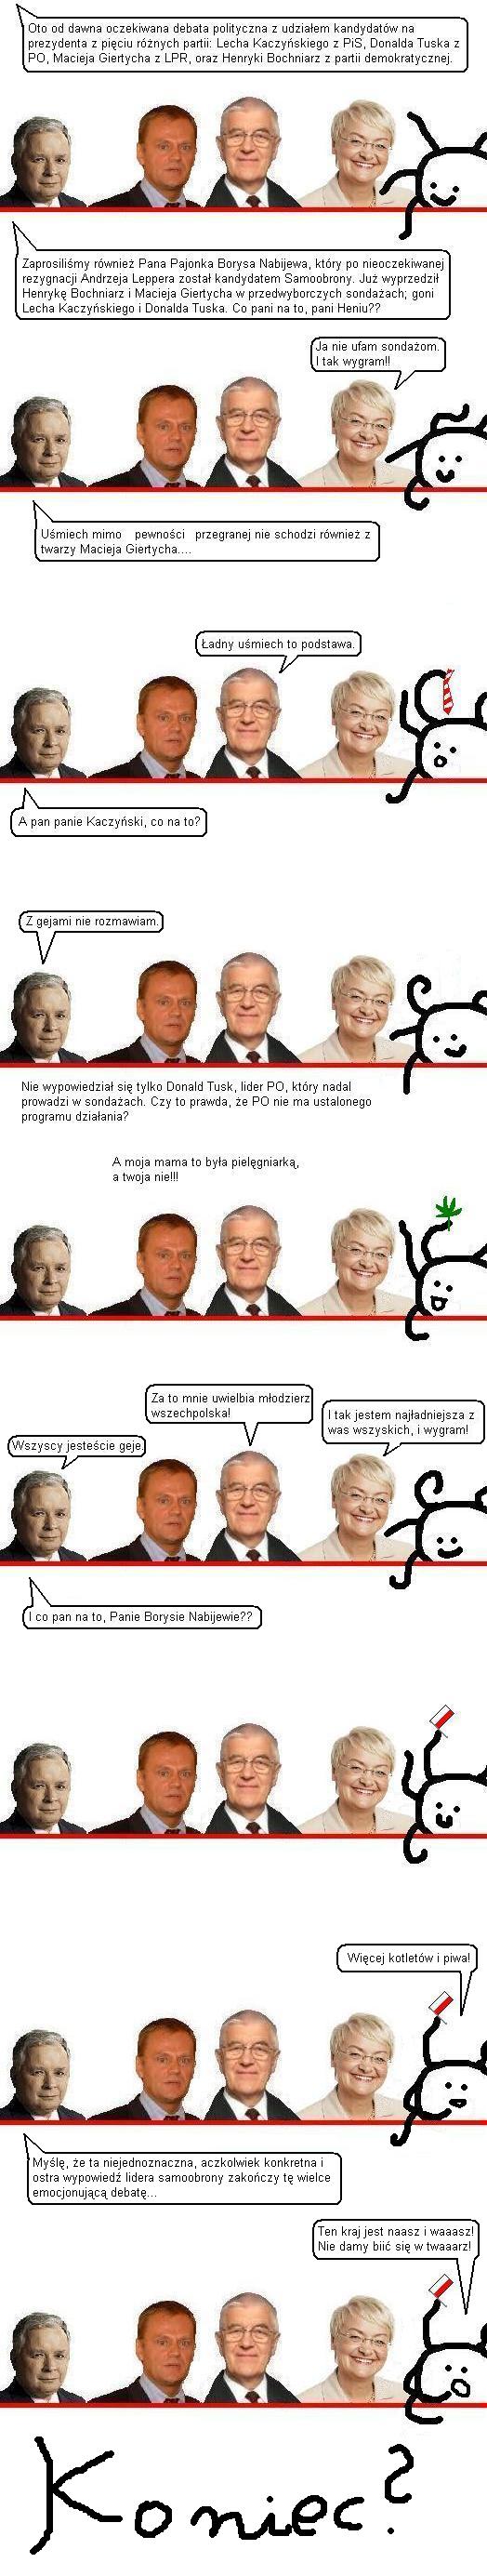 Oto od dawna oczekiwana debata polityczna z udziałem kandydatów na
prezydenta z pięciu różnych partii: Lecha Kaczyńskiego z PiS, Donalda Tuska z
PO, Macieja Giertycha z LPR, oraz Henryki Bochniarz z partii demokratycznej.
Zaprosiliśmy również Pana Pajonka Borysa Nabijewa, który po nieoczekiwanej
rezygnacji Andrzeja Leppera został kandydatem Samoobrony. Już wyprzedził
Henrykę Bochniarz i Macieja Giertycha w przedwyborczych sondażach; goni
Lecha Kaczyńskiego i Donalda Tuska. Co pani na to, pani Heniu??
Ja nie ufam sondażom.
I tak wygram!!
Uśmiech mimo pewności przegranej nie schodzi również z
twarzy Macieja Giertycha....
Ładny uśmiech to podstawa.
A pan panie Kaczyński, co na to?
Z gejami nie rozmawiam.
Nie wypowiedział się tylko Donald Tusk, lider PO, który nadal
prowadzi w sondażach. Czy to prawda, że PO nie ma ustalonego
programu działania?
A moja mama to była pielęgniarką,
a twoja nie!!!
Wszyscy jesteście geje.
Za to mnie uwielbia młodzierz
wszechpolska!
I tak jestem najładniejsza z
was wszyskich, i wygram!
I co pan na to, Panie Borysie Nabijewie??
Więcej kotletów i piwa!
Myślę, że ta niejednoznaczna, aczkolwiek konkretna i
ostra wypowiedź lidera samoobrony zakończy tę wielce
emocjonującą debatę...
Ten kraj jest naasz i waaasz!
Nie damy biić się w twaaarz!
Koniec?